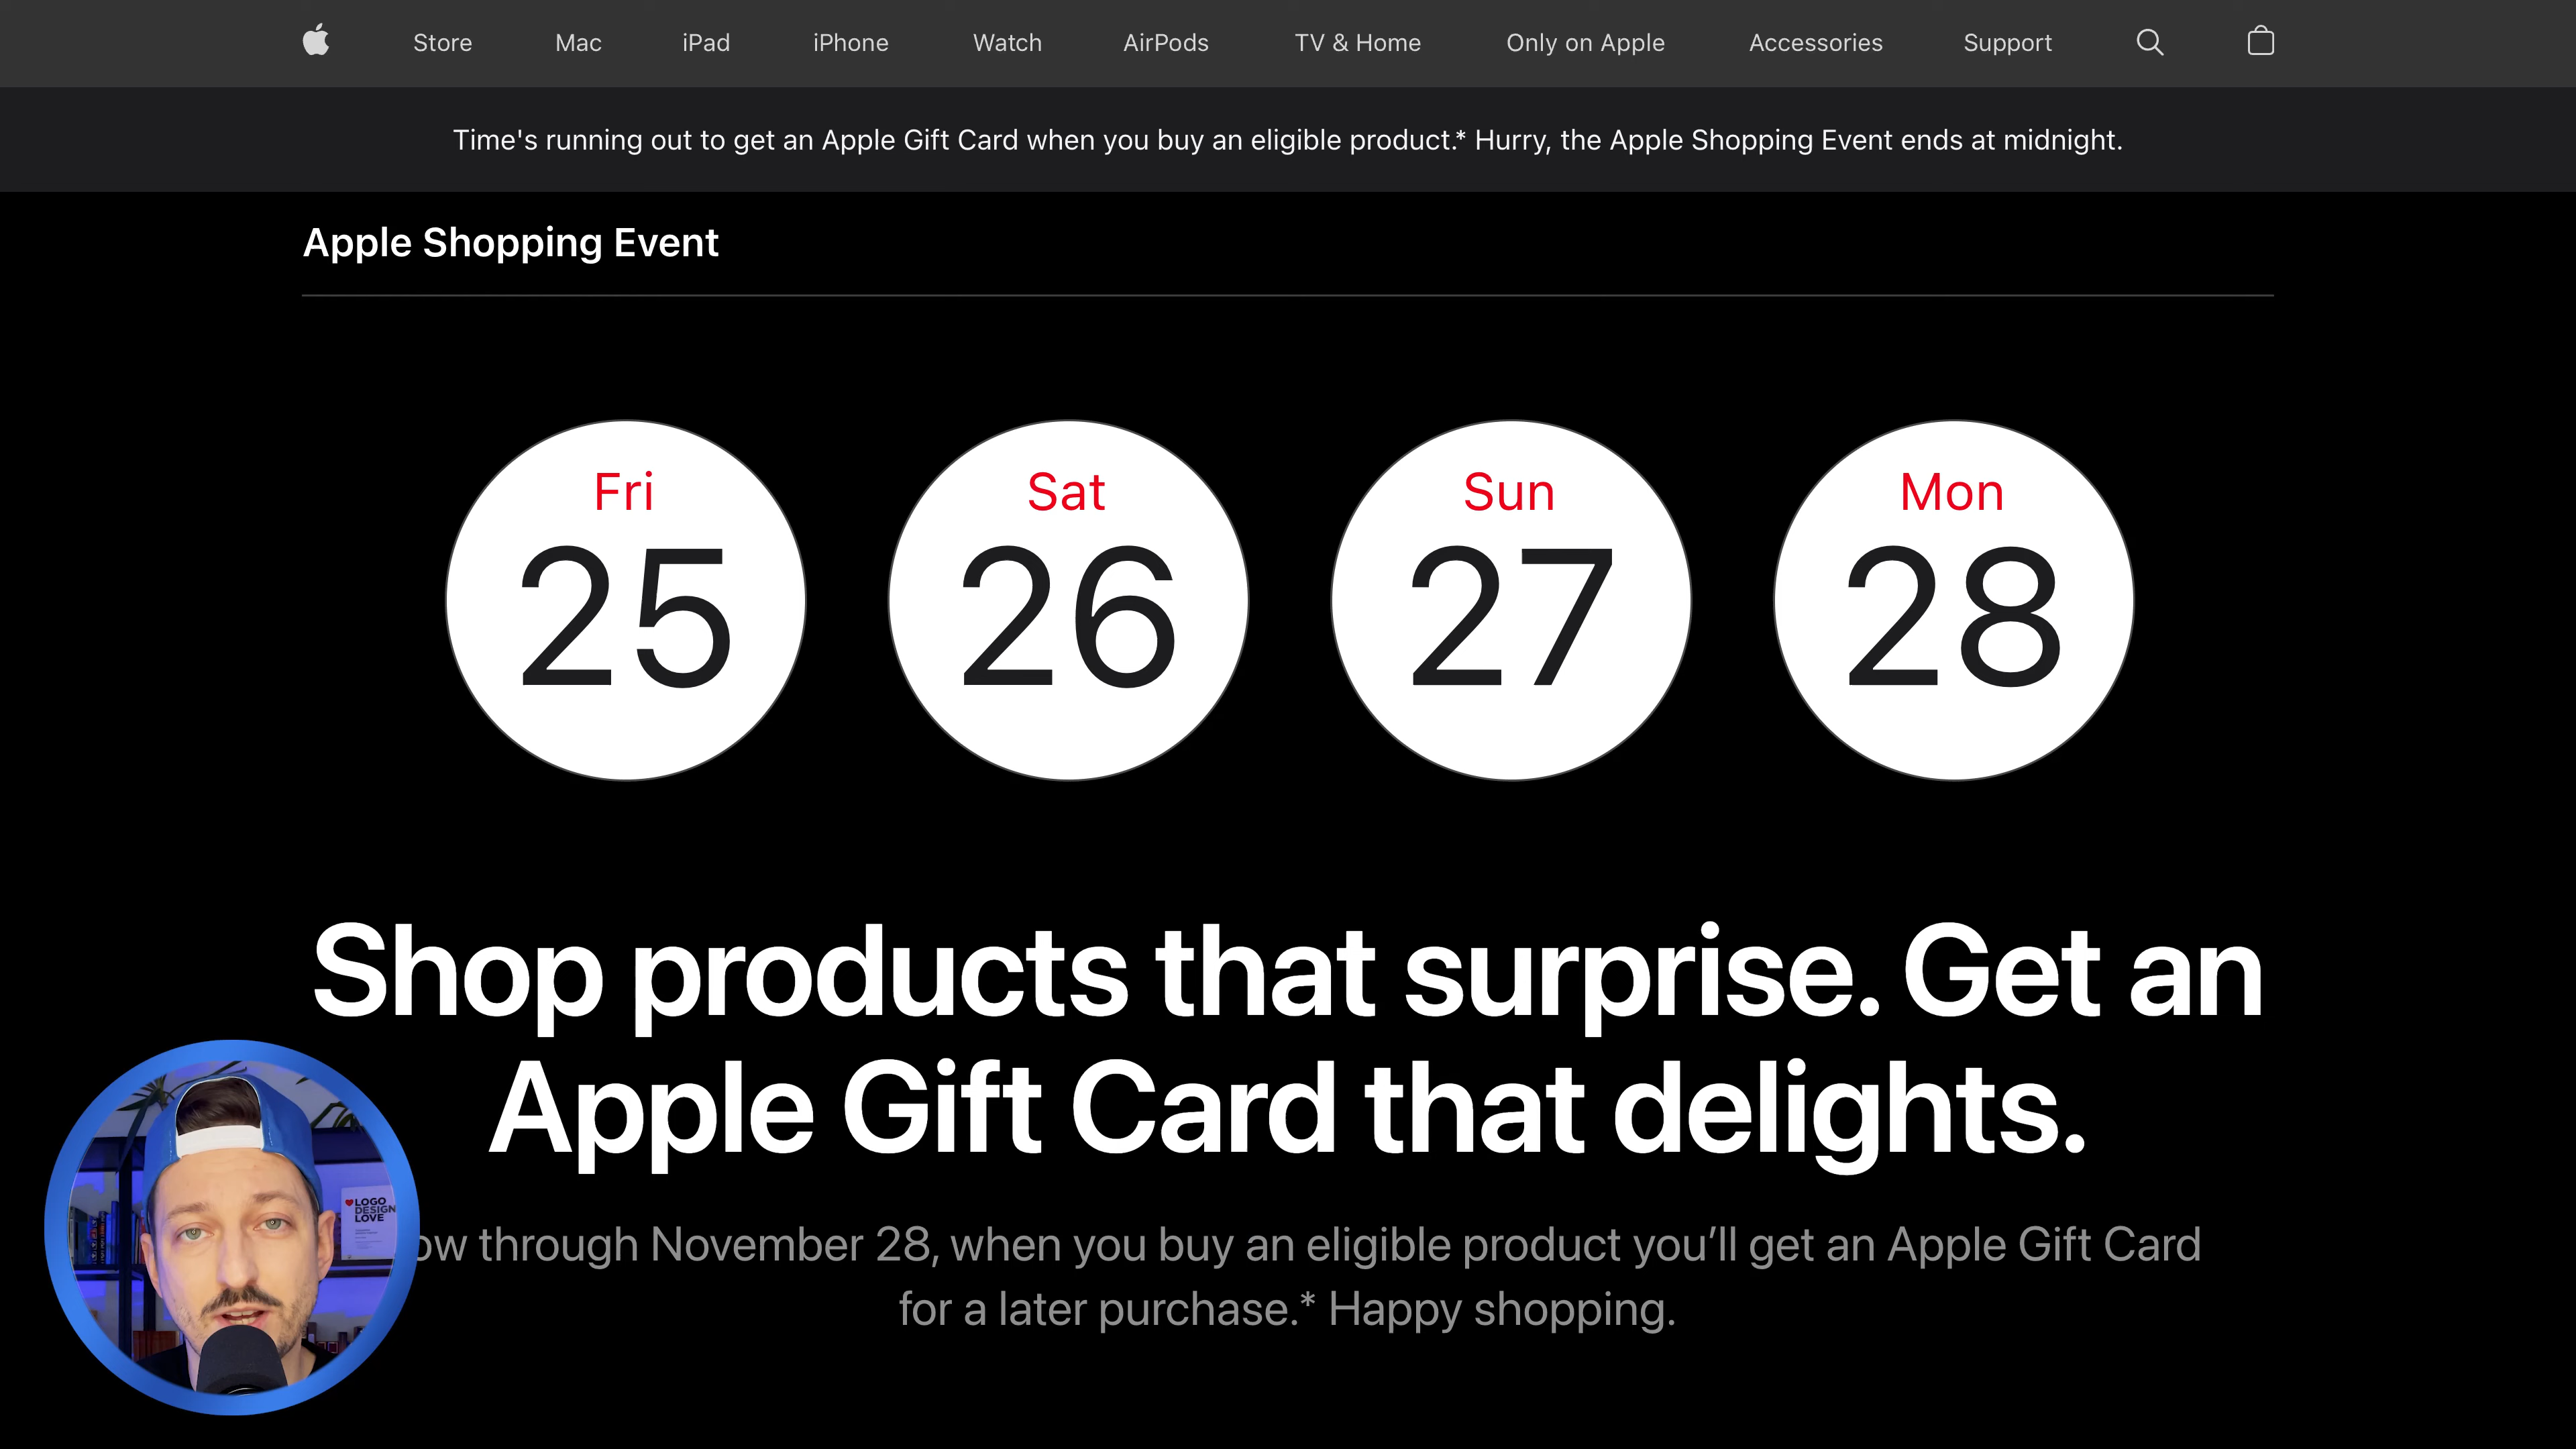 Store Mac iPad iPhone Watch AirPods TV & Home Only on Apple Accessories Support
Time's running out to get an Apple Gift Card when you buy an eligible product.* Hurry, the Apple Shopping Event ends at midnight.
Apple Shopping Event
Fri Sat Sun Mon
25 26 27 28
Shop products that surprise. Get an
Apple Gift Card that delights.
LOGO
DESIGN
LOVE
ow through November 28, when you buy an eligible product you’ll get an Apple Gift Card
for a later purchase.* Happy shopping.